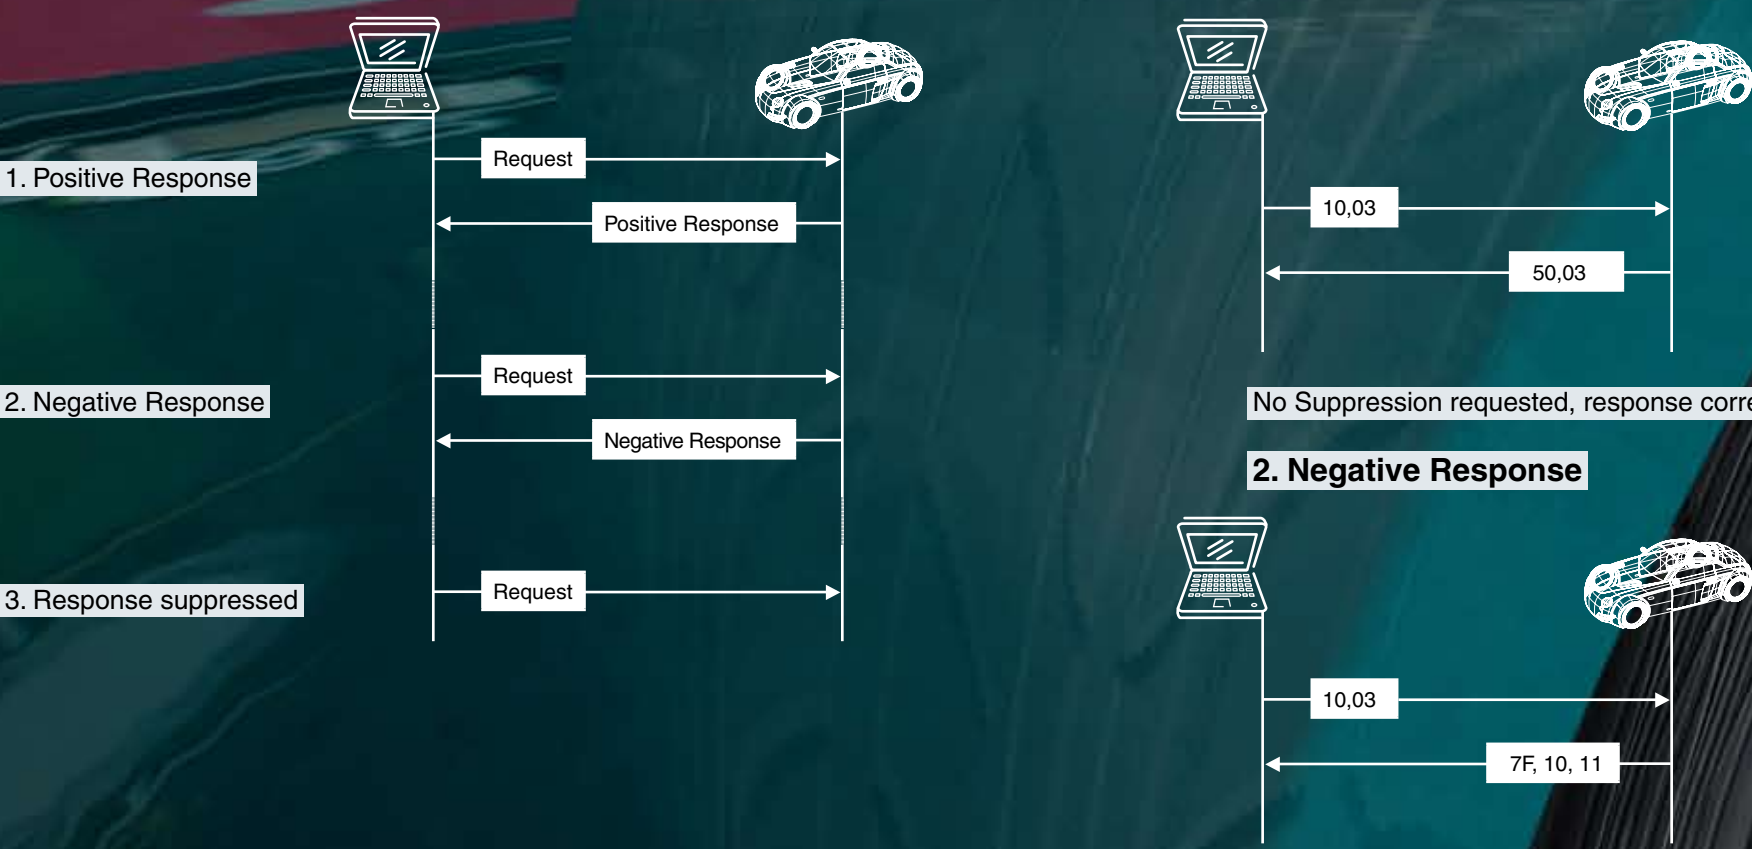 1. Positive Response
Request
Positive Response
2. Negative Response
Request
Negative Response
3. Response suppressed
Request
10,03
50,03
No Suppression requested, response
2. Negative Response
10,03
7F, 10, 11